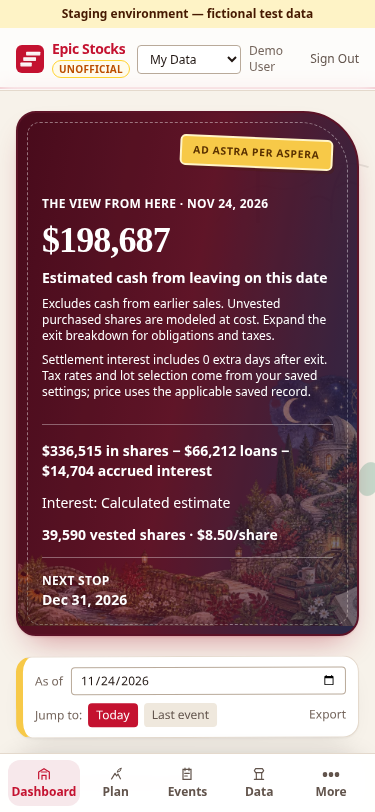 Staging environment — fictional test data
Epic Stocks
UNOFFICIAL
My Data
Demo User
Sign Out
AD ASTRA PER ASPERA
THE VIEW FROM HERE · NOV 24, 2026
$198,687
Estimated cash from leaving on this date
Excludes cash from earlier sales. Unvested
purchased shares are modeled at cost. Expand the
exit breakdown for obligations and taxes.
Settlement interest includes 0 extra days after exit.
Tax rates and lot selection come from your saved
settings; price uses the applicable saved record.
$336,515 in shares − $66,212 loans −
$14,704 accrued interest
Interest: Calculated estimate
39,590 vested shares · $8.50/share
NEXT STOP
Dec 31, 2026
As of 11/24/2026
Jump to: Today Last event Export
Dashboard Plan Events Data More